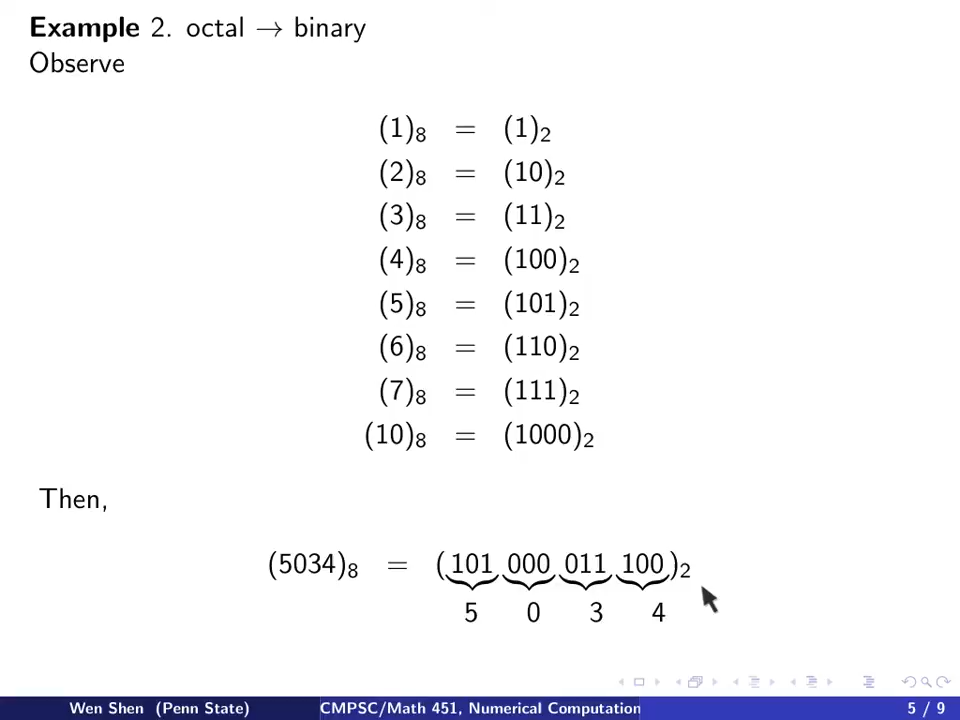 Example 2. octal → binary
Observe
(1)₈ = (1)₂
(2)₈ = (10)₂
(3)₈ = (11)₂
(4)₈ = (100)₂
(5)₈ = (101)₂
(6)₈ = (110)₂
(7)₈ = (111)₂
(10)₈ = (1000)₂
Then,
(5034)₈ = (101 000 011 100)₂
5 0 3 4
Wen Shen (Penn State) CMPSC/Math 451, Numerical Computation 5 / 9